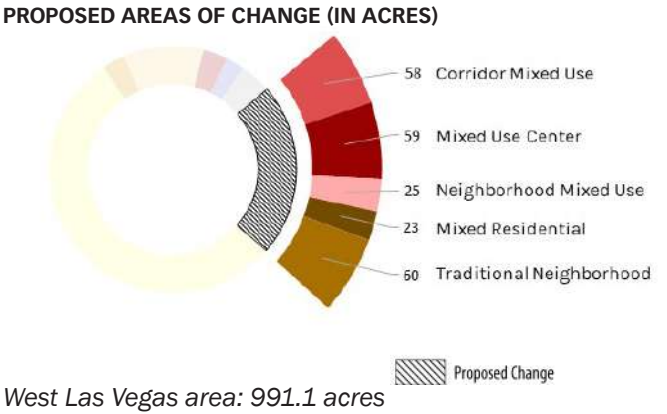 PROPOSED AREAS OF CHANGE (IN ACRES)
58 Corridor Mixed Use
59 Mixed Use Center
25 Neighborhood Mixed Use
23 Mixed Residential
60 Traditional Neighborhood
Proposed Change
West Las Vegas area: 991.1 acres